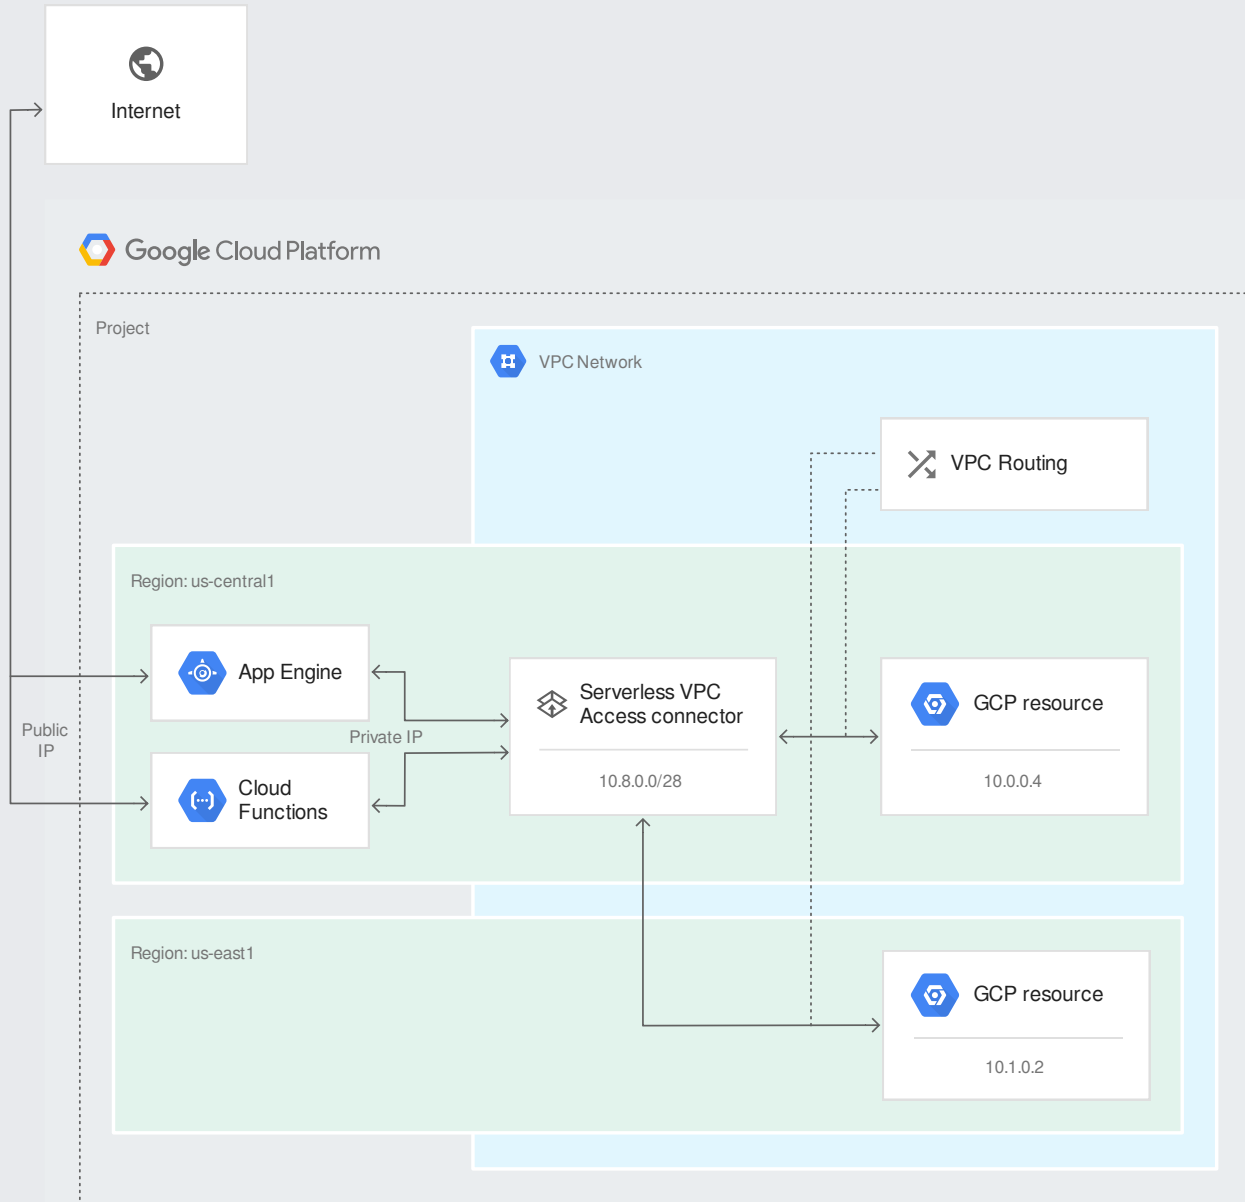 Internet
Google Cloud Platform
Project
VPC Network
VPC Routing
Region: us-central1
App Engine
Public
IP
Private IP
Cloud
Functions
Serverless VPC
Access connector
10.8.0.0/28
GCP resource
10.0.0.4
Region: us-east1
GCP resource
10.1.0.2